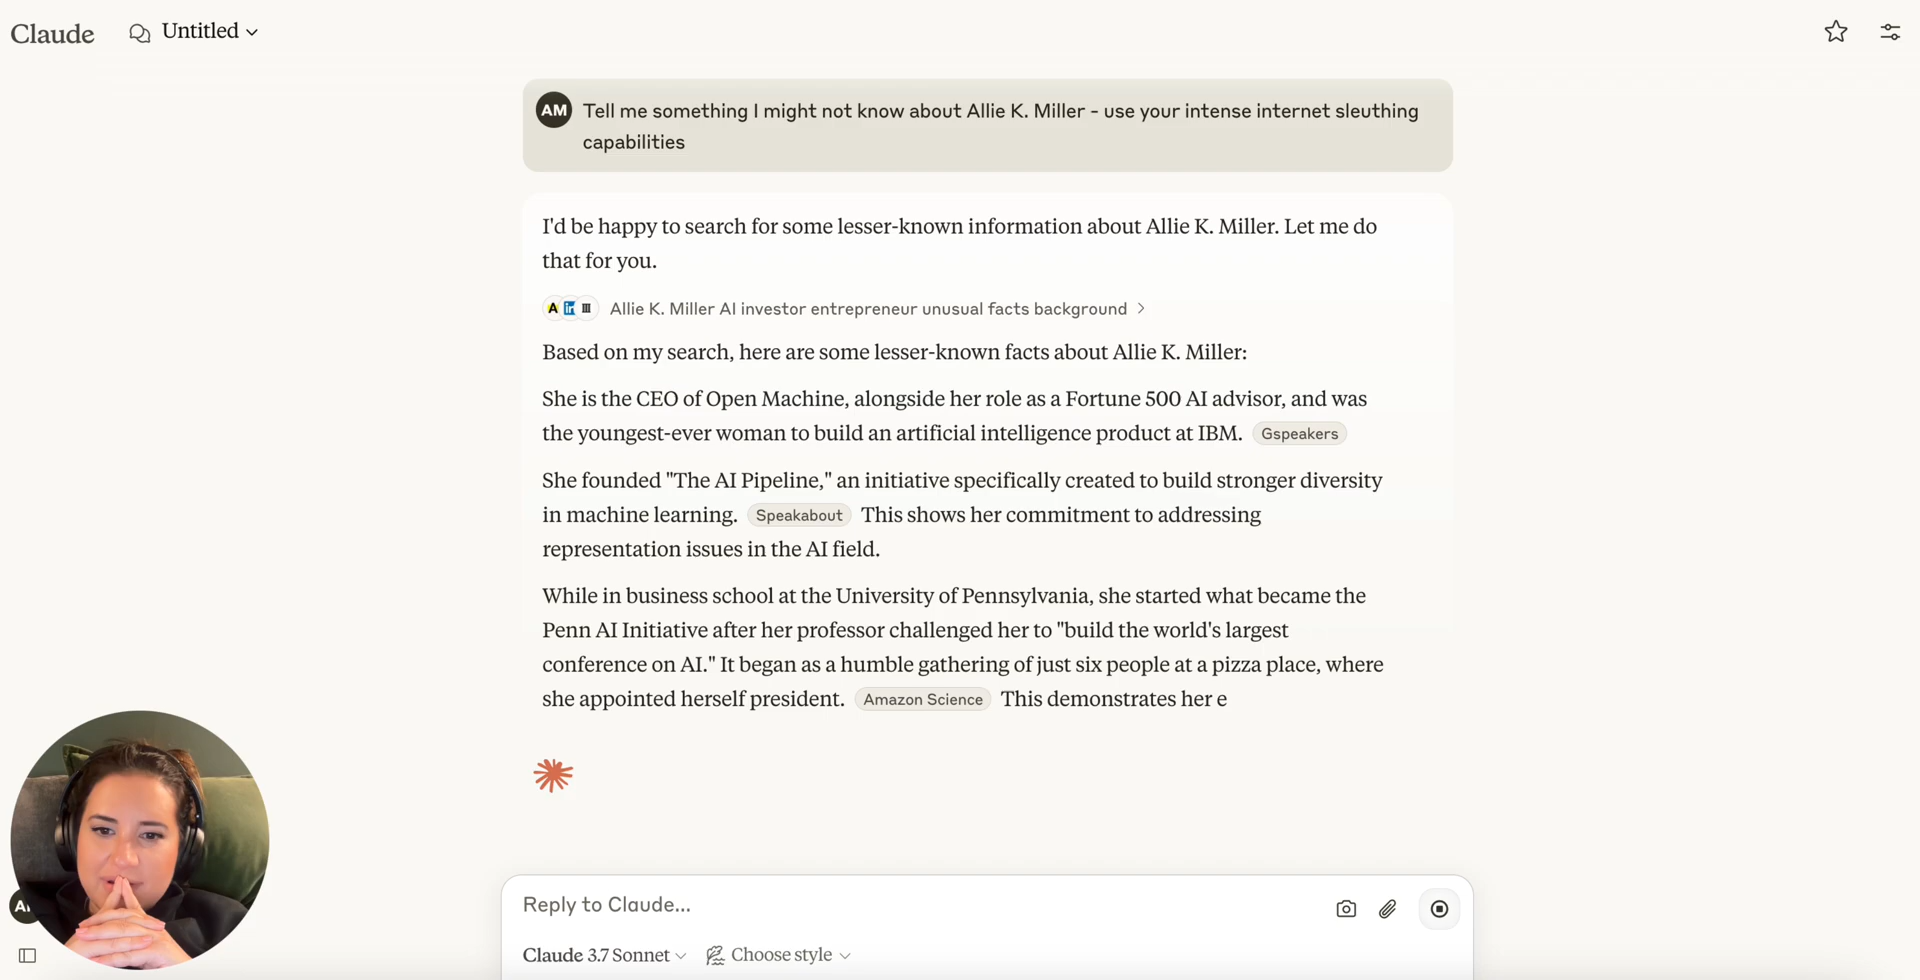 Claude
Untitled
AM
Tell me something I might not know about Allie K. Miller - use your intense internet sleuthing
capabilities
I'd be happy to search for some lesser-known information about Allie K. Miller. Let me do
that for you.
A in
Allie K. Miller AI investor entrepreneur unusual facts background
Based on my search, here are some lesser-known facts about Allie K. Miller:
She is the CEO of Open Machine, alongside her role as a Fortune 500 AI advisor, and was
the youngest-ever woman to build an artificial intelligence product at IBM. Gspeakers
She founded "The AI Pipeline," an initiative specifically created to build stronger diversity
in machine learning. Speakabout This shows her commitment to addressing
representation issues in the AI field.
While in business school at the University of Pennsylvania, she started what became the
Penn AI Initiative after her professor challenged her to "build the world's largest
conference on AI." It began as a humble gathering of just six people at a pizza place, where
she appointed herself president. Amazon Science This demonstrates her e
Reply to Claude...
Claude 3.7 Sonnet
Choose style